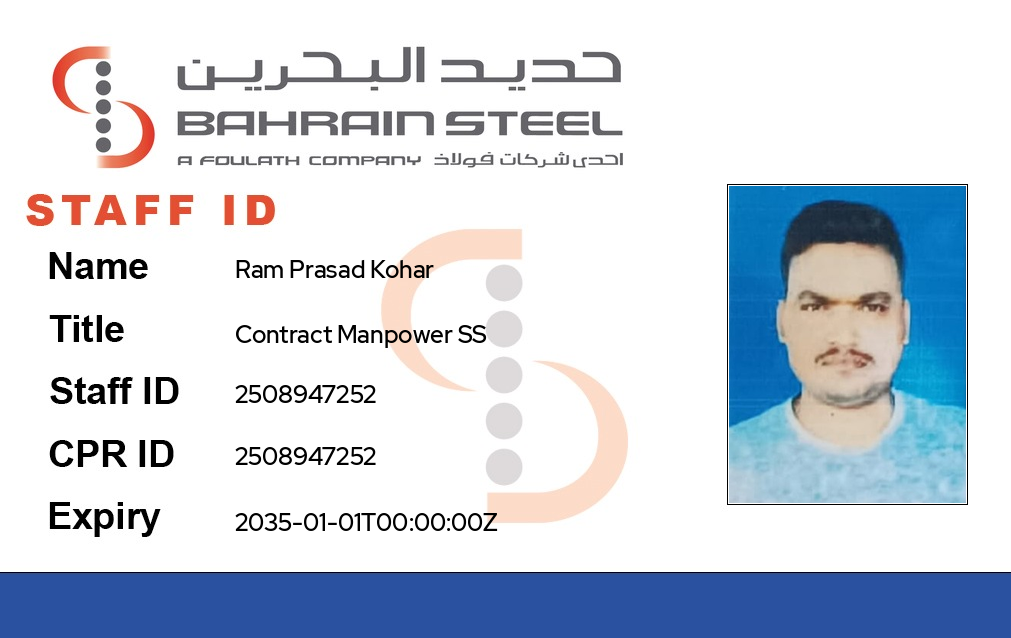 حديد البحرين
BAHRAIN STEEL
A FOULATH COMPANY احدى شركات فولاذ
STAFF ID
Name Ram Prasad Kohar
Title Contract Manpower SS
Staff ID 2508947252
CPR ID 2508947252
Expiry 2035-01-01T00:00:00Z